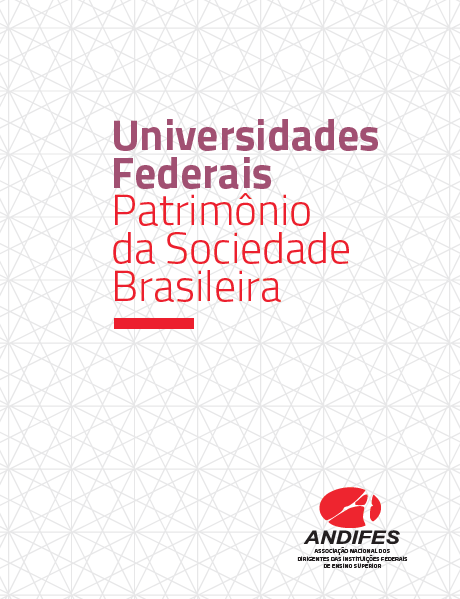 Universidades
Federais
Patrimônio
da Sociedade
Brasileira
ANDIFES
ASSOCIAÇÃO NACIONAL DOS
DIRIGENTES DAS INSTITUIÇÕES FEDERAIS
DE ENSINO SUPERIOR